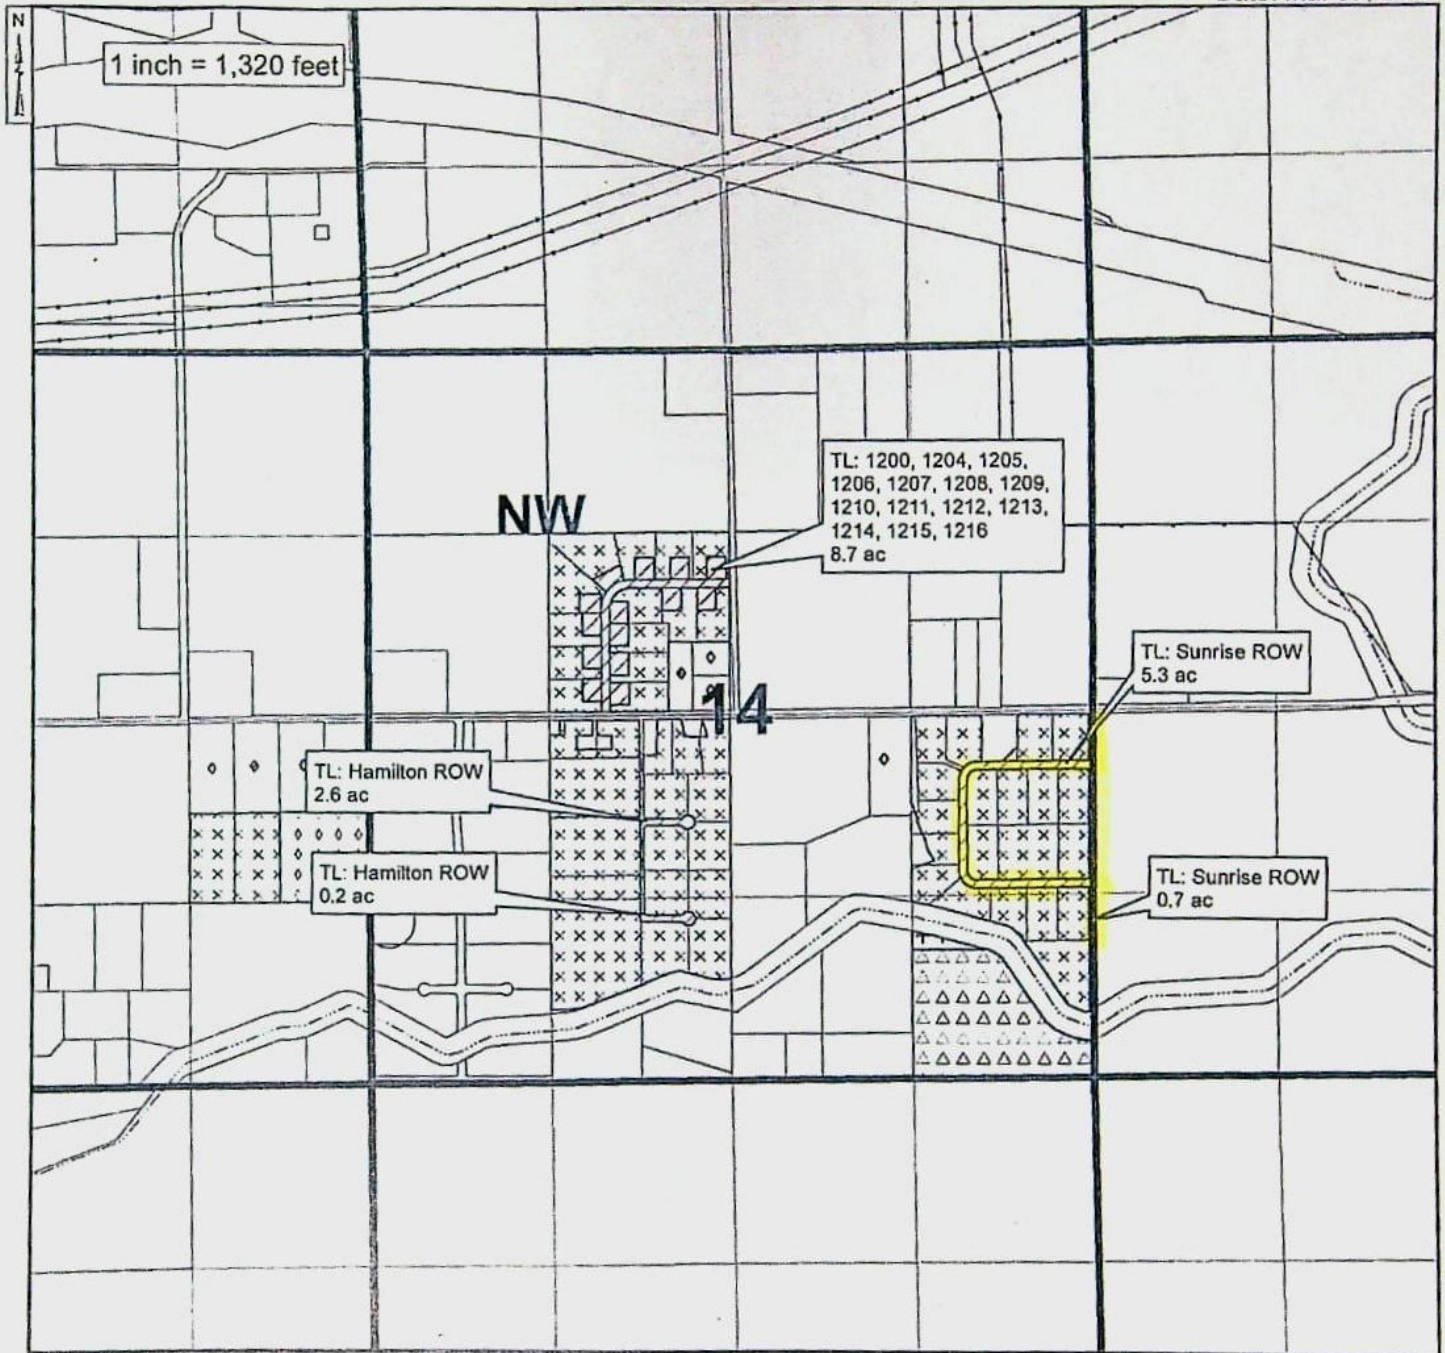 N
1 inch = 1,320 feet
TL: 1200, 1204, 1205,
1206, 1207, 1208, 1209,
1210, 1211, 1212, 1213,
1214, 1215, 1216
8.7 ac
NW
TL: Sunrise ROW
5.3 ac
14
TL: Hamilton ROW
2.6 ac
TL: Hamilton ROW
0.2 ac
TL: Sunrise ROW
0.7 ac